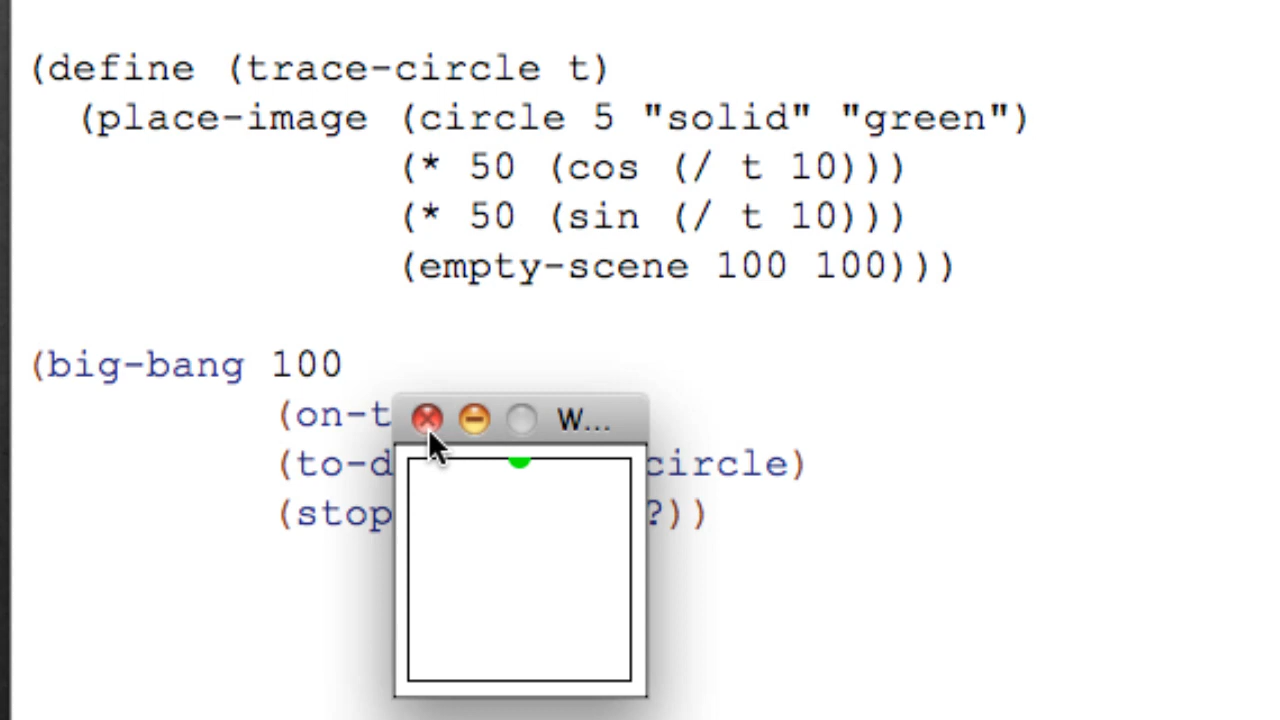 (define (trace-circle t)
(place-image (circle 5 "solid" "green")
(* 50 (cos (/ t 10)))
(* 50 (sin (/ t 10)))
(empty-scene 100 100)))
(big-bang 100
(on-t
W...
(to-d circle)
(stop ?))